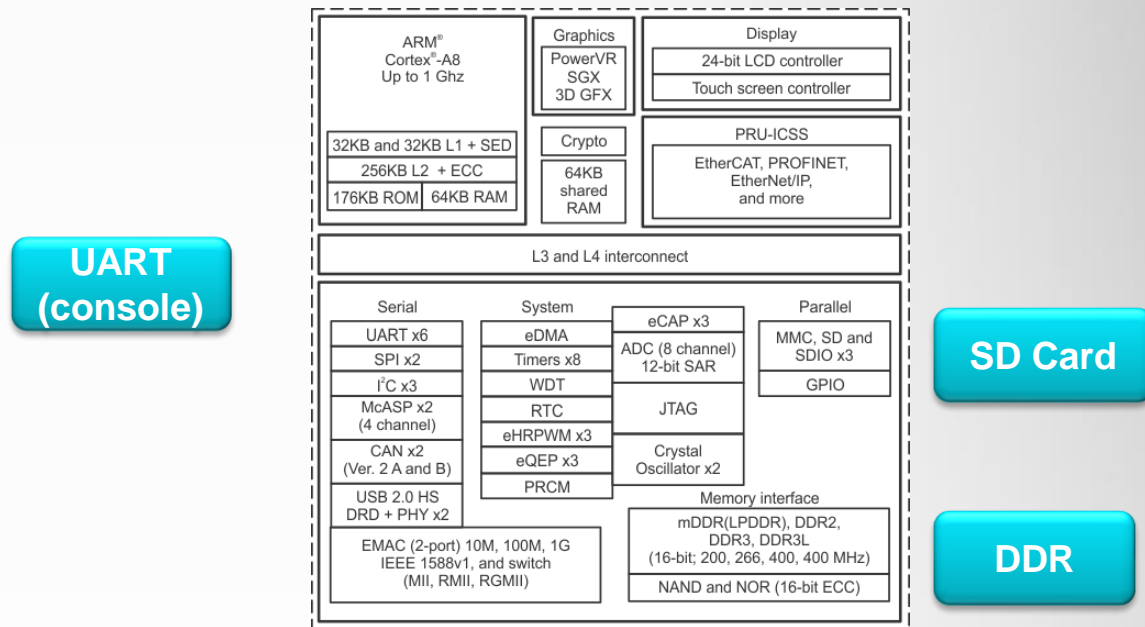 ARM®
Cortex®-A8
Up to 1 Ghz
32KB and 32KB L1 + SED
256KB L2 + ECC
176KB ROM
64KB RAM
Graphics
PowerVR
SGX
3D GFX
Crypto
64KB
shared
RAM
Display
24-bit LCD controller
Touch screen controller
PRU-ICSS
EtherCAT, PROFINET,
EtherNet/IP,
and more
L3 and L4 interconnect
UART
(console)
Serial
UART x6
SPI x2
I²C x3
McASP x2
(4 channel)
CAN x2
(Ver. 2 A and B)
USB 2.0 HS
DRD + PHY x2
EMAC (2-port) 10M, 100M, 1G
IEEE 1588v1, and switch
(MII, RMII, RGMII)
System
eDMA
Timers x8
WDT
RTC
eHRPWM x3
eQEP x3
PRCM
eCAP x3
ADC (8 channel)
12-bit SAR
JTAG
Crystal
Oscillator x2
Parallel
MMC, SD and
SDIO x3
GPIO
Memory interface
mDDR(LPDDR), DDR2,
DDR3, DDR3L
(16-bit; 200, 266, 400, 400 MHz)
NAND and NOR (16-bit ECC)
SD Card
DDR